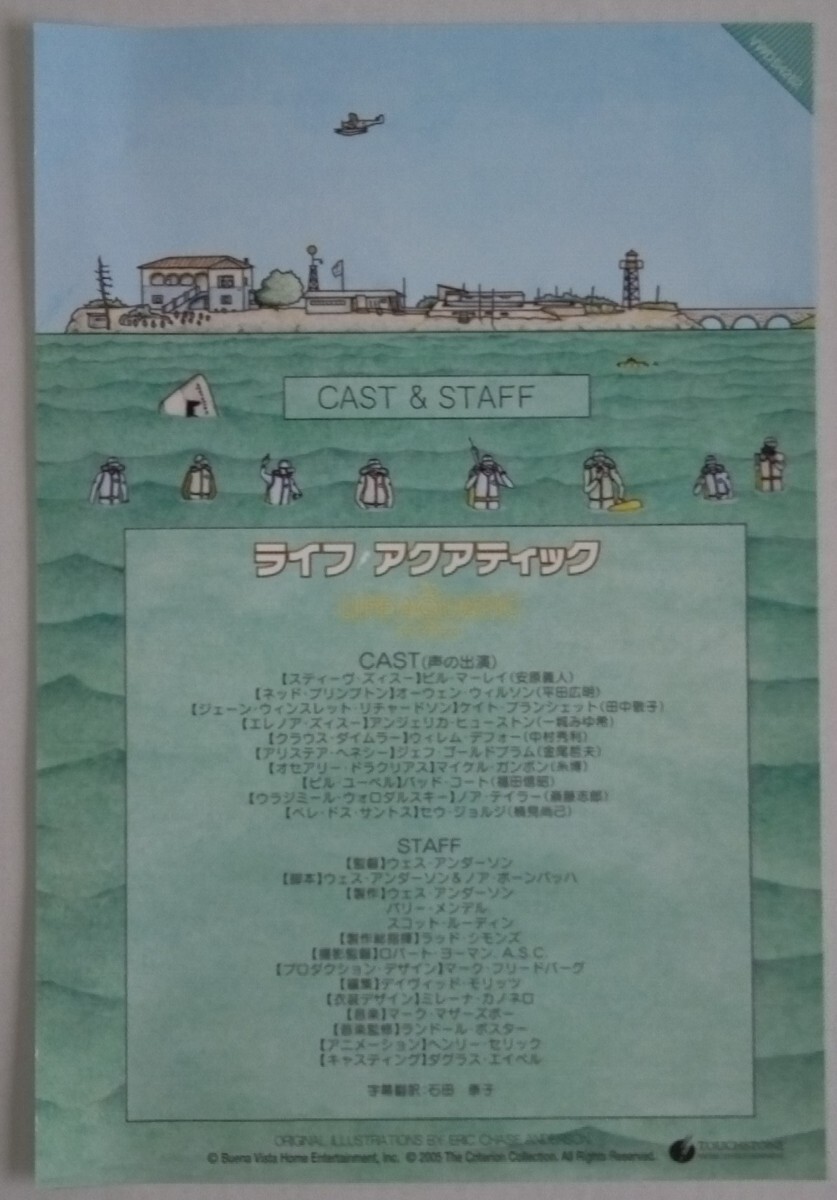 CAST & STAFF
ライフ・アクアティック
CAST(声の出演)
【スティーヴ・ズィスー】ビル・マーレイ(安原義人)
【ネッド・プリンプトン】オーウェン・ウィルソン(平田広明)
【ジェーン・ウィンスレット・リチャードソン】ケイト・ブランシェット(田中敦子)
【エレノア・ズィスー】アンジェリカ・ヒューストン(一城みゆ希)
【クラウス・ダイムラー】ウィレム・デフォー(中村秀利)
【アリステア・ヘネシー】ジェフ・ゴールドブラム(金尾哲夫)
【オセアリー・ドラクリアス】マイケル・ガンボン(糸博)
【ビル・ユーベル】バッド・コート(福田信昭)
【ウラジミール・ウォロダルスキー】ノア・テイラー(斎藤志郎)
【ペレ・ドス・サントス】セウ・ジョルジ(楠見尚己)
STAFF
【監督】ウェス・アンダーソン
【脚本】ウェス・アンダーソン&ノア・ボーンバッハ
【製作】ウェス・アンダーソン
バリー・メンデル
スコット・ルーディン
【製作総指揮】ラッド・シモンズ
【撮影監督】ロバート・ヨーマン, A.S.C.
【プロダクション・デザイン】マーク・フリードバーグ
【編集】デイヴィッド・モリッツ
【衣装デザイン】ミレーナ・カノネロ
【音楽】マーク・マザーズボー
【音楽監修】ランドール・ポスター
【アニメーション】ヘンリー・セリック
【キャスティング】ダグラス・エイベル
字幕翻訳:石田 泰子
ORIGINAL ILLUSTRATIONS BY ERIC CHASE ANDERSON
© Buena Vista Home Entertainment, Inc. © 2005 The Criterion Collection. All Rights Reserved.
TOUCHSTONE